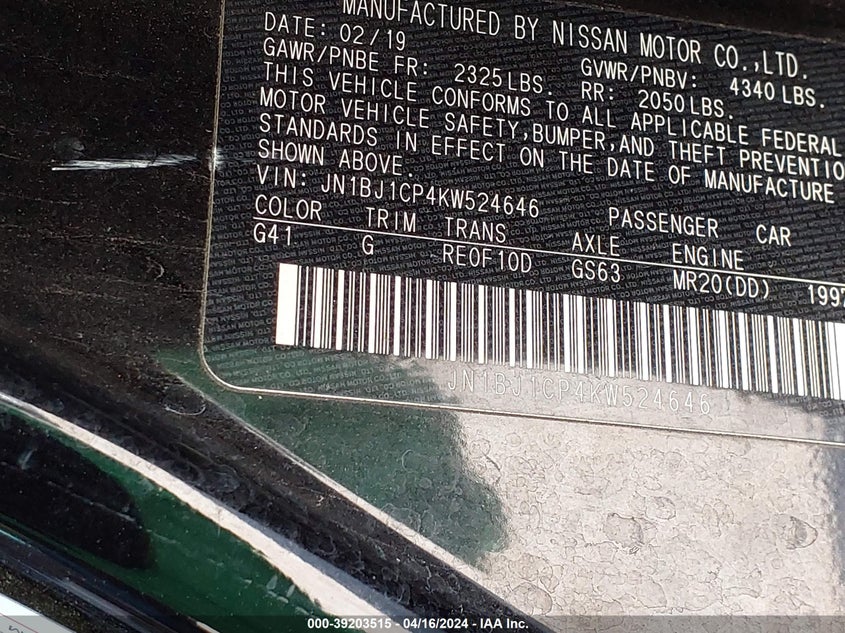 MANUFACTURED BY NISSAN MOTOR CO.,LTD.
DATE: 02/19 GVWR/PNBV: 4340 LBS.
GAWR/PNBE FR: 2325 LBS. RR: 2050 LBS.
THIS VEHICLE CONFORMS TO ALL APPLICABLE FEDERAL
MOTOR VEHICLE SAFETY,BUMPER,AND THEFT PREVENTIO
STANDARDS IN EFFECT ON THE DATE OF MANUFACTURE
SHOWN ABOVE.
VIN: JN1BJ1CP4KW524646 PASSENGER CAR
COLOR TRIM TRANS AXLE ENGINE
G41 G RE0F10D GS63 MR20(DD) 1997
JN1BJ1CP4KW524646
000-39203515 - 04/16/2024 - IAA Inc.